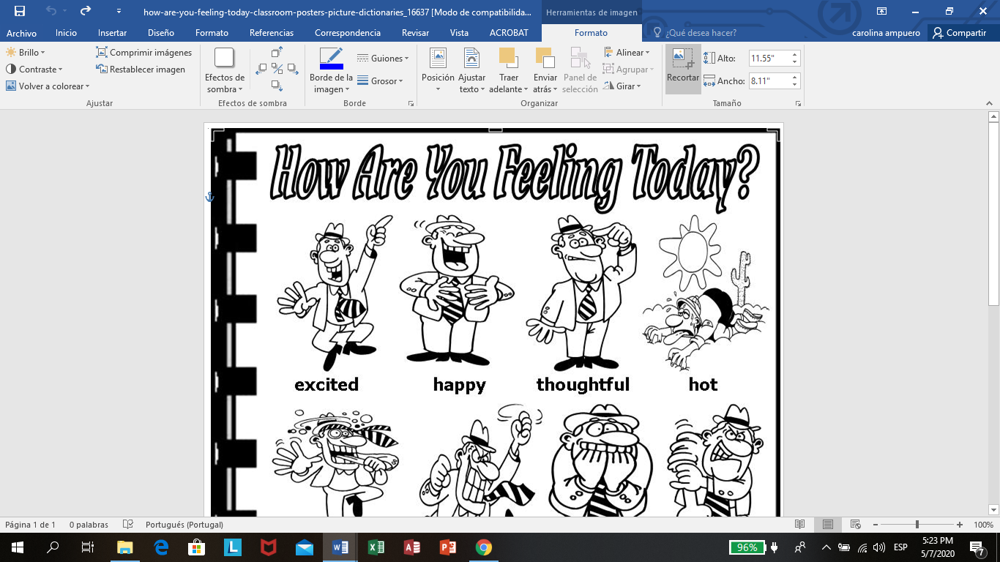 how-are-you-feeling-today-classroom-posters-picture-dictionaries_16637 [Modo de compatibilida...
Herramientas de imagen
Archivo Inicio Insertar Diseño Formato Referencias Correspondencia Revisar Vista ACROBAT Formato ¿Qué desea hacer? carolina ampuero Compartir
Brillo Comprimir imágenes
Contraste Restablecer imagen
Volver a colorear
Efectos de sombra
Borde de la imagen
Guiones
Grosor
Posición
Ajustar texto
Traer adelante
Enviar atrás
Panel de selección
Alinear
Agrupar
Girar
Recortar
Alto: 11.55"
Ancho: 8.11"
Ajustar Efectos de sombra Borde Organizar Tamaño
How Are You Feeling Today?
excited happy thoughtful hot
Página 1 de 1 0 palabras Portugués (Portugal) 100%
96% ESP 5:23 PM
5/7/2020
7